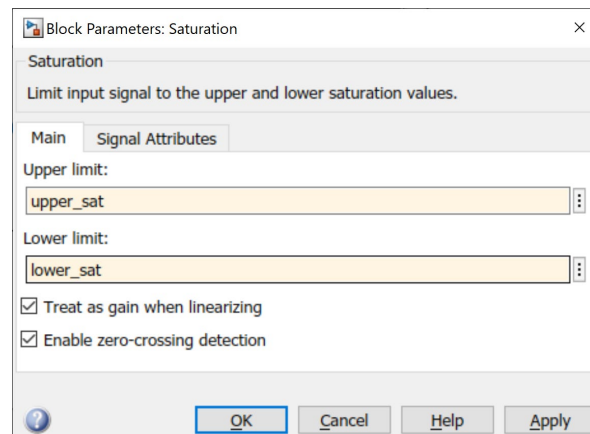 Block Parameters: Saturation
Saturation
Limit input signal to the upper and lower saturation values.
Main Signal Attributes
Upper limit:
upper_sat
Lower limit:
lower_sat
Treat as gain when linearizing
Enable zero-crossing detection
OK Cancel Help Apply